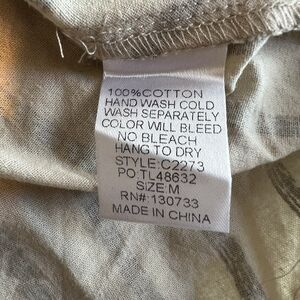 100%COTTON
HAND WASH COLD
WASH SEPARATELY
COLOR WILL BLEED
NO BLEACH
HANG TO DRY
STYLE:C2273
PO:TL48632
SIZE:M
RN#:130733
MADE IN CHINA